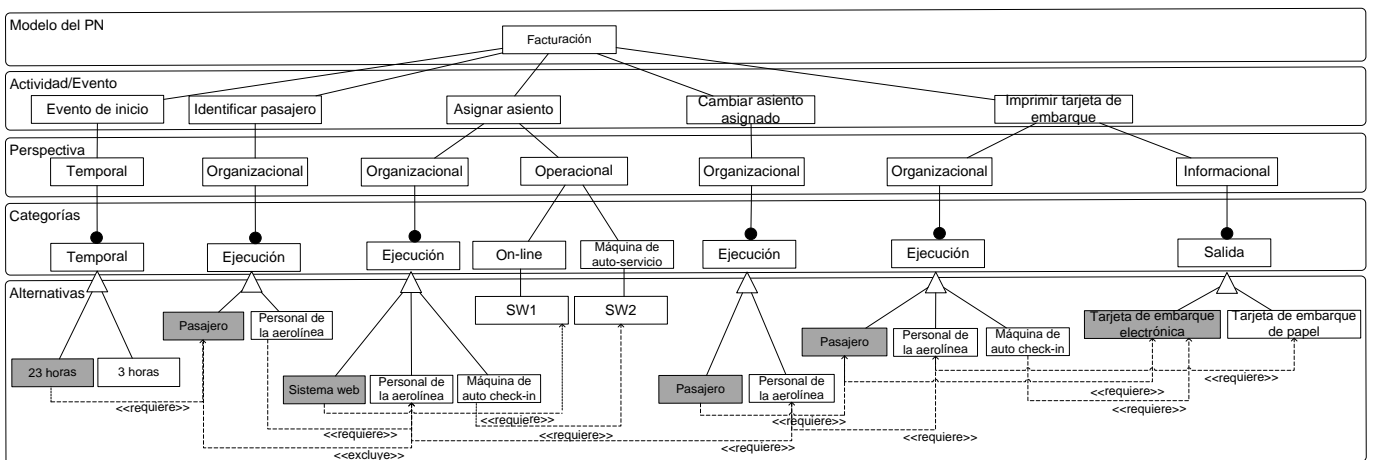 Modelo del PN
Facturación
Actividad/Evento
Evento de inicio
Identificar pasajero
Asignar asiento
Cambiar asiento
asignado
Imprimir tarjeta de
embarque
Perspectiva
Temporal
Organizacional
Organizacional
Operacional
Organizacional
Organizacional
Informacional
Categorías
Temporal
Ejecución
Ejecución
On-line
Máquina de
auto-servicio
Ejecución
Ejecución
Salida
Alternativas
Pasajero
Personal de
la aerolínea
SW1
SW2
Pasajero
Personal de
la aerolínea
Máquina de
auto check-in
Tarjeta de embarque
electrónica
Tarjeta de embarque
de papel
23 horas
3 horas
Sistema web
Personal de
la aerolínea
Máquina de
auto check-in
Pasajero
Personal de
la aerolínea
<<requiere>>
<<requiere>>
<<requiere>>
<<requiere>>
<<requiere>>
<<requiere>>
<<requiere>>
<<requiere>>
<<requiere>>
<<requiere>>
<<excluye>>